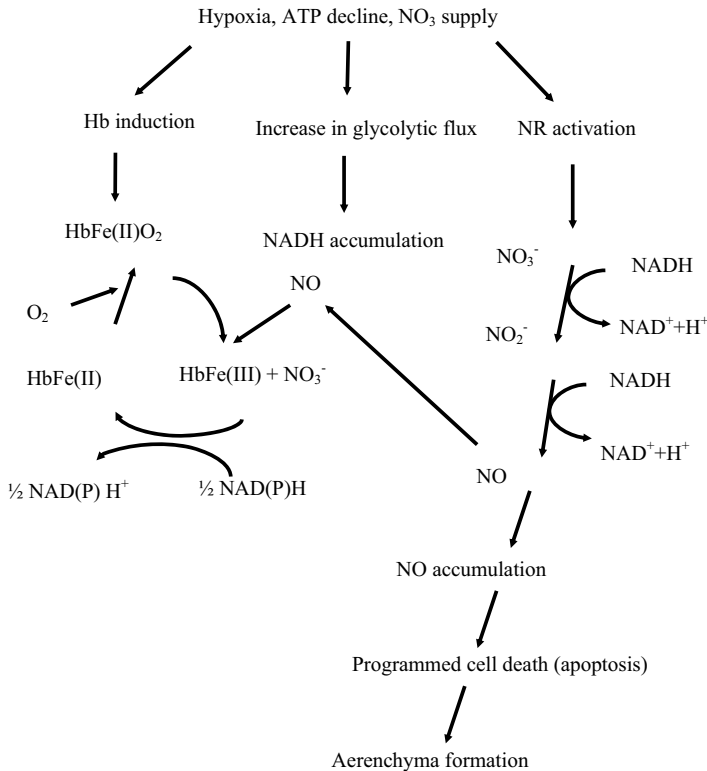 Hypoxia, ATP decline, NO₃ supply
Hb induction
Increase in glycolytic flux
NR activation
HbFe(II)O₂
NADH accumulation
NO₃⁻
NADH
NO
O₂
NAD⁺+H⁺
NO₂⁻
HbFe(II)
HbFe(III) + NO₃⁻
NADH
NAD⁺+H⁺
½ NAD(P) H⁺
½ NAD(P)H
NO
NO accumulation
Programmed cell death (apoptosis)
Aerenchyma formation